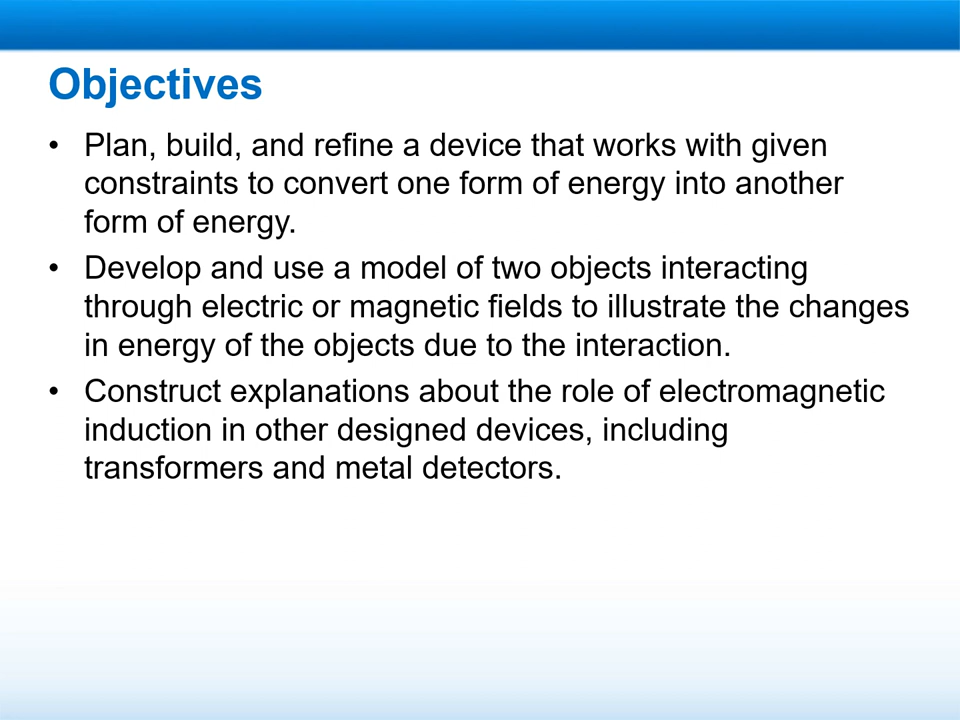 Objectives
• Plan, build, and refine a device that works with given
constraints to convert one form of energy into another
form of energy.
• Develop and use a model of two objects interacting
through electric or magnetic fields to illustrate the changes
in energy of the objects due to the interaction.
• Construct explanations about the role of electromagnetic
induction in other designed devices, including
transformers and metal detectors.